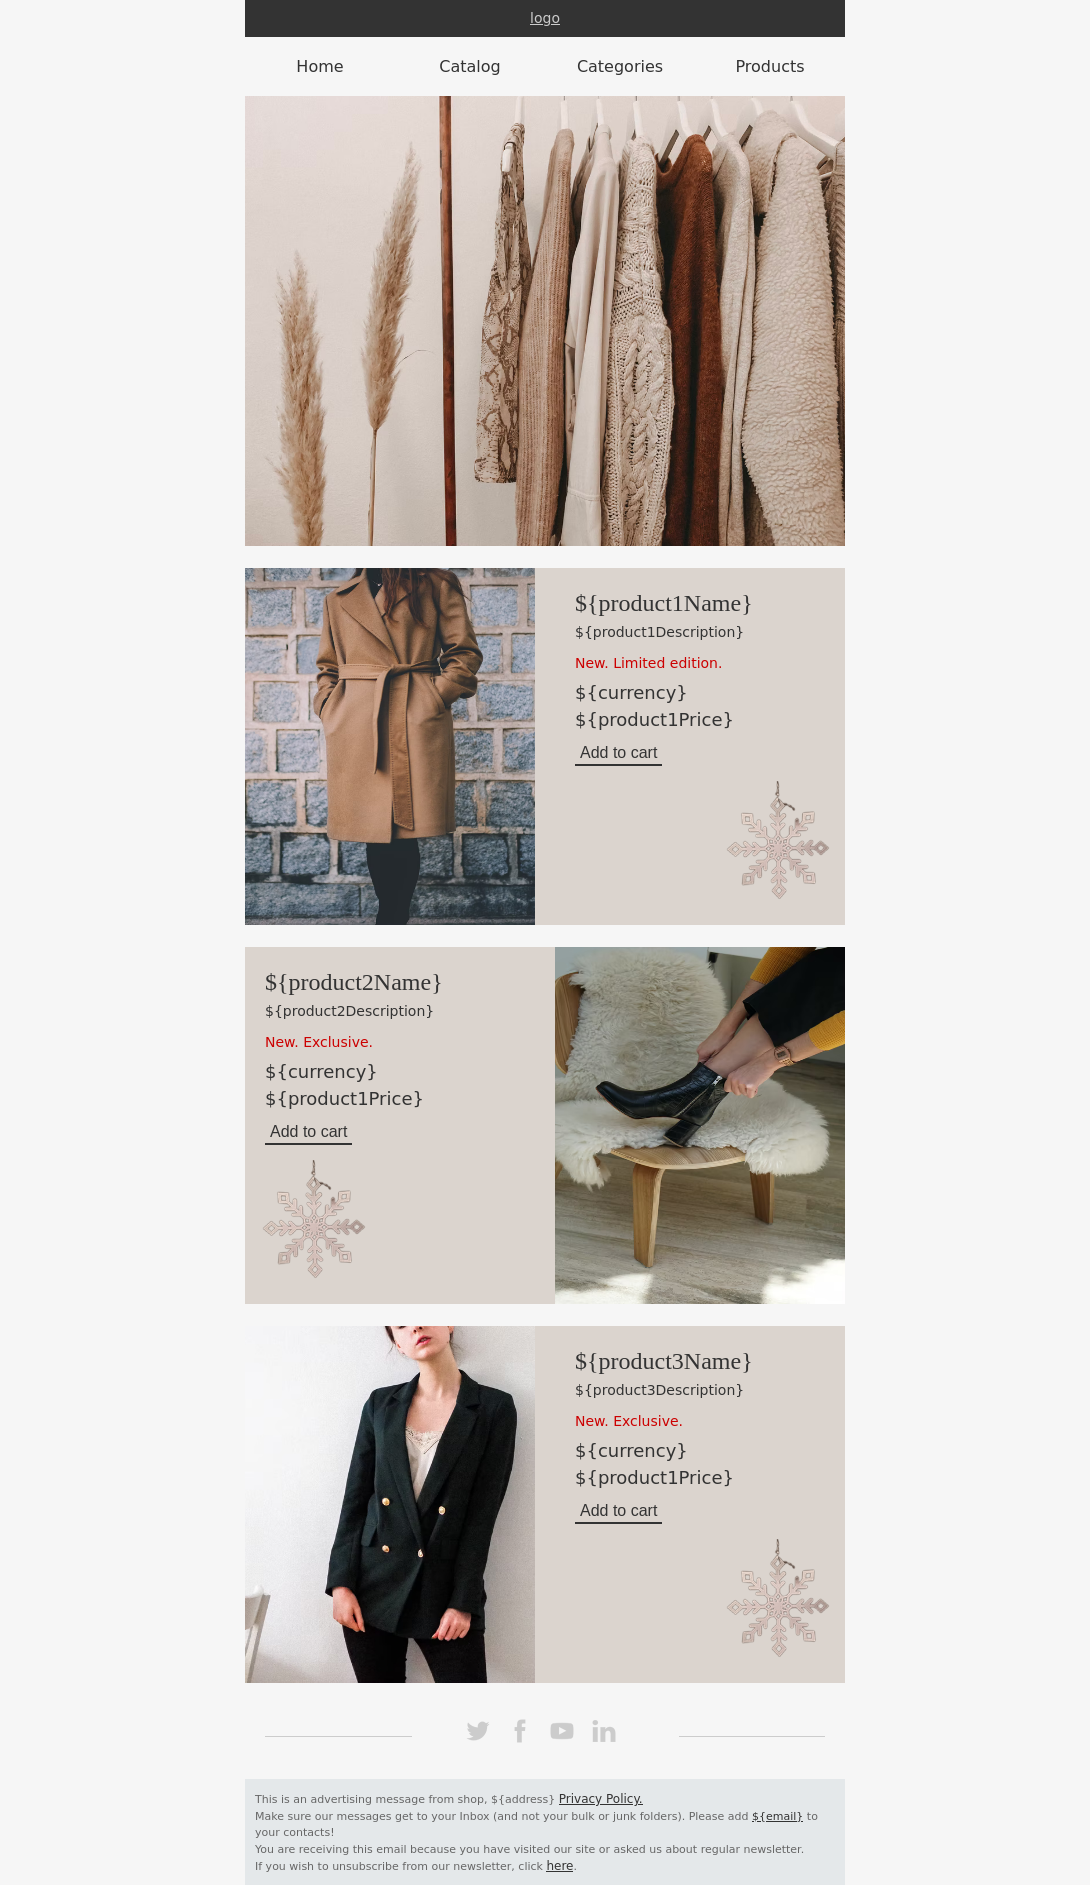 logo
Home Catalog Categories Products
${product1Name}
${product1Description}
New. Limited edition.
${currency}
${product1Price}
Add to cart
${product2Name}
${product2Description}
New. Exclusive.
${currency}
${product1Price}
Add to cart
${product3Name}
${product3Description}
New. Exclusive.
${currency}
${product1Price}
Add to cart
This is an advertising message from shop, ${address} Privacy Policy.
Make sure our messages get to your Inbox (and not your bulk or junk folders). Please add ${email} to
your contacts!
You are receiving this email because you have visited our site or asked us about regular newsletter.
If you wish to unsubscribe from our newsletter, click here.